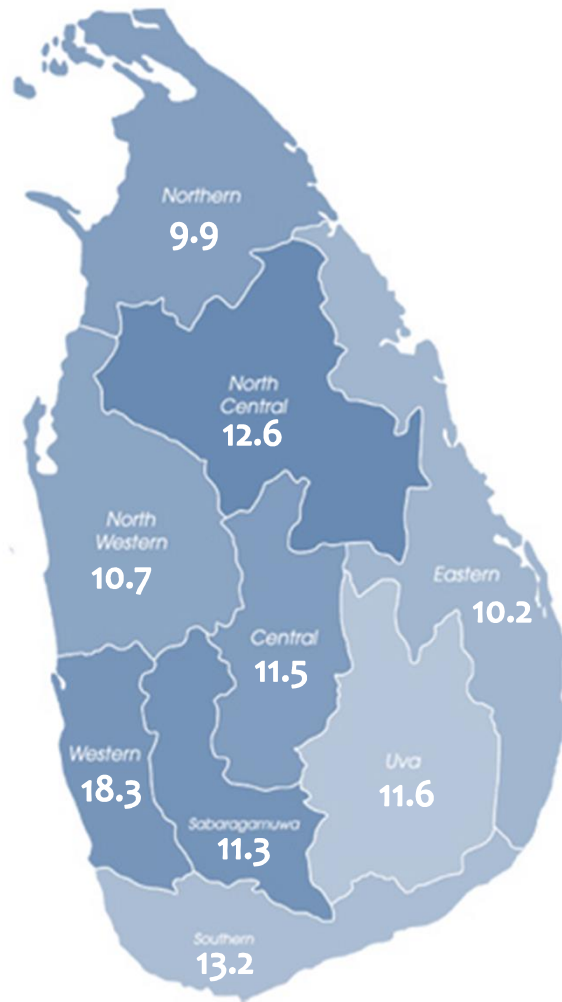 Northern
9.9
North
Central
12.6
North
Western
10.7
Eastern
10.2
Central
11.5
Western
18.3
Uva
11.6
Sabaragamuwa
11.3
Southern
13.2